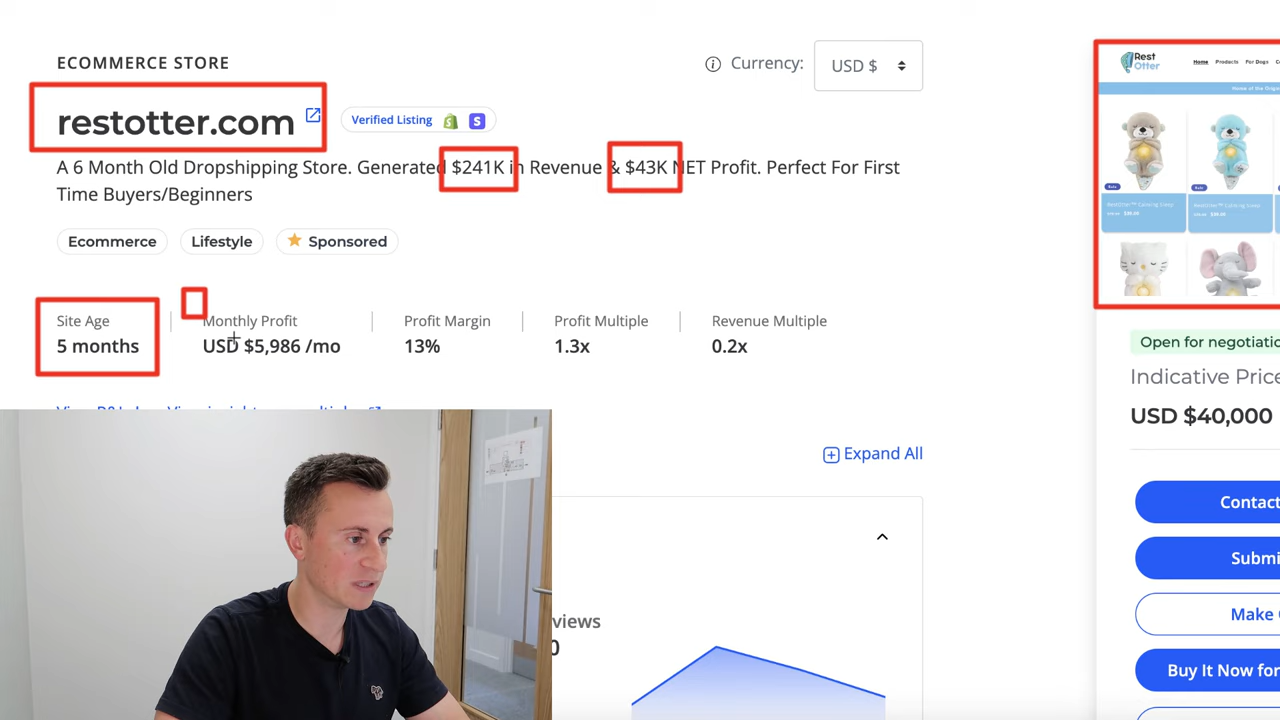 ECOMMERCE STORE
Currency:
USD $
restotter.com
Verified Listing
S
A 6 Month Old Dropshipping Store. Generated $241K in Revenue & $43K NET Profit. Perfect For First
Time Buyers/Beginners
Ecommerce
Lifestyle
Sponsored
Site Age
Monthly Profit
Profit Margin
Profit Multiple
Revenue Multiple
5 months
USD $5,986 /mo
13%
1.3x
0.2x
Expand All
views
0
Rest
Otter
Home
Products
For Dogs
Open for negotiatio
Indicative Price
USD $40,000
Contact
Submi
Make
Buy It Now for